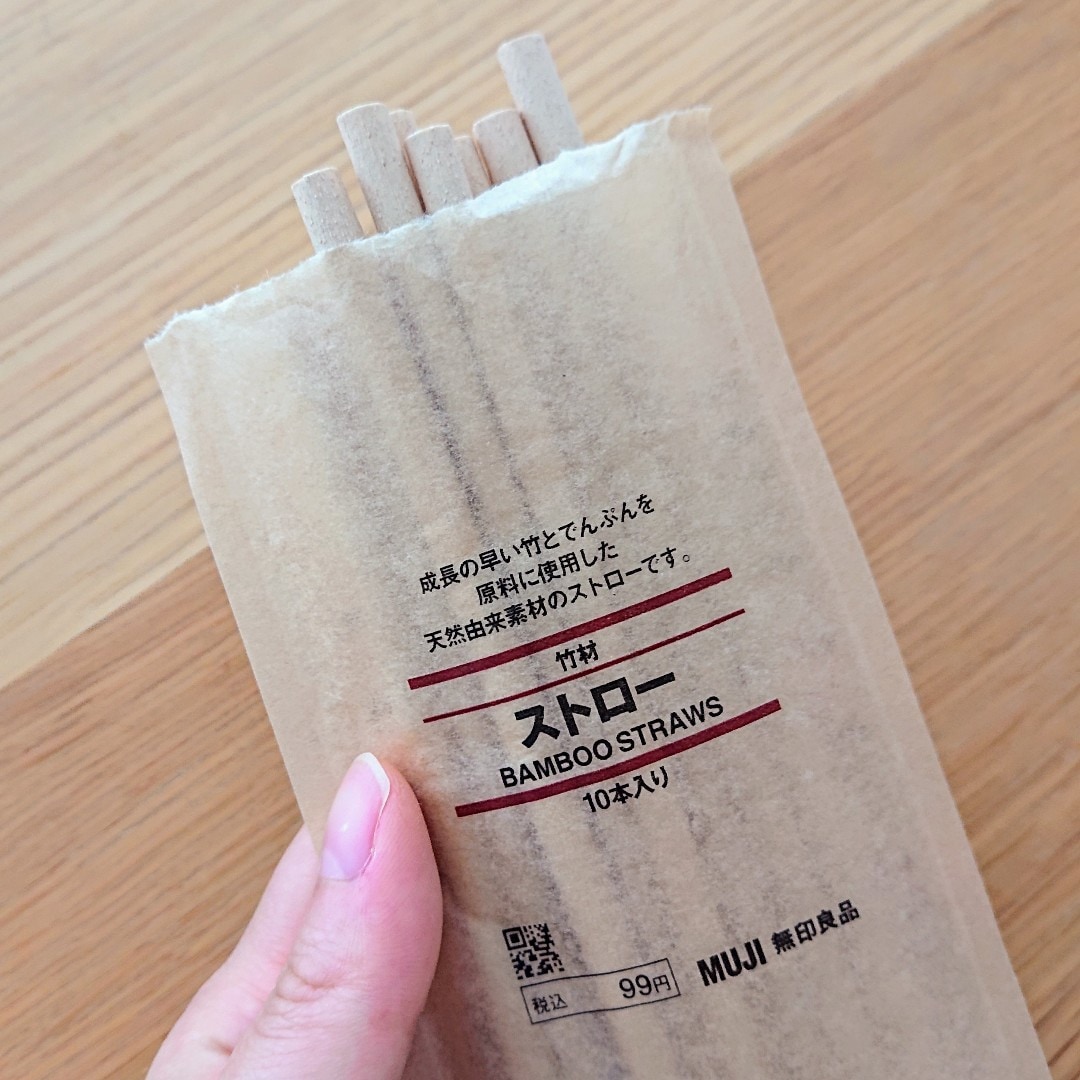 成長の早い竹とでんぷんを
原料に使用した
天然由来素材のストローです。
竹材
ストロー
BAMBOO STRAWS
10本入り
税込 99円
MUJI 無印良品